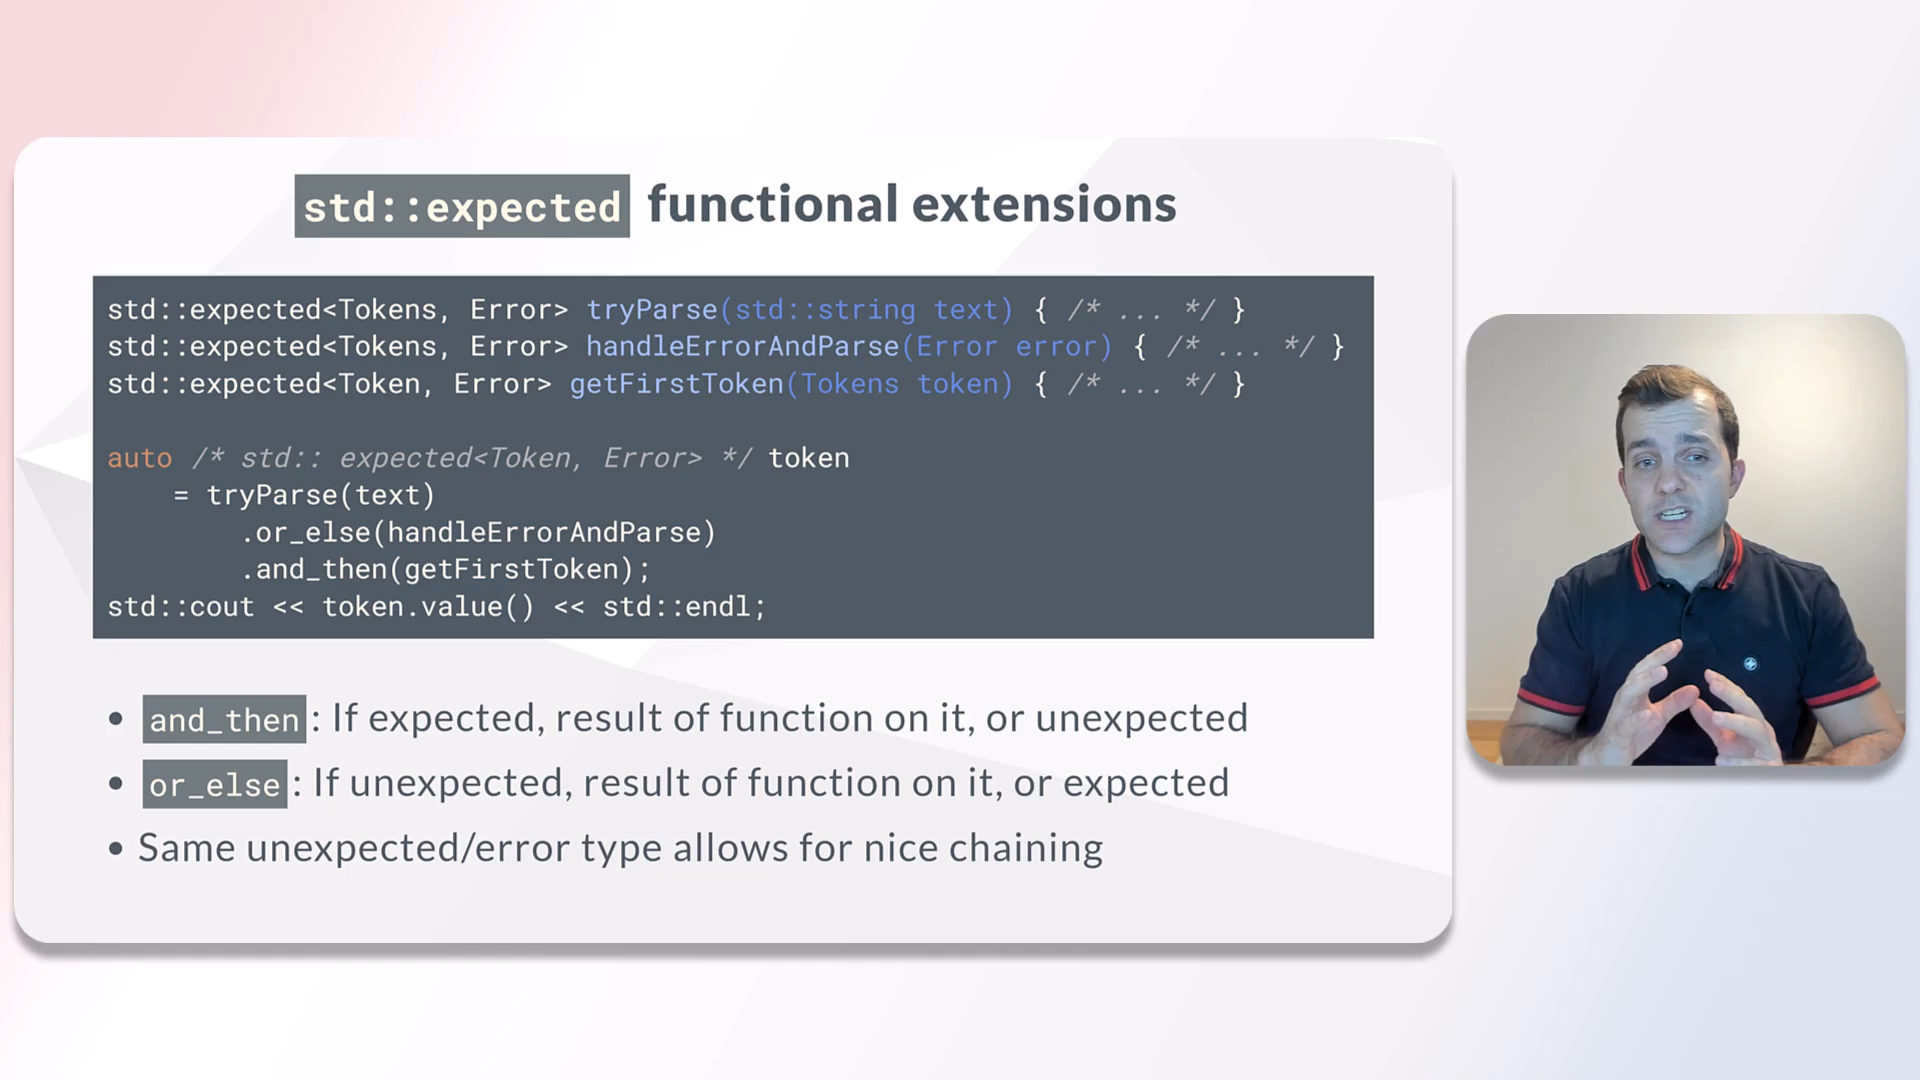 std::expected functional extensions
std::expected<Tokens, Error> tryParse(std::string text) { /* ... */ }
std::expected<Tokens, Error> handleErrorAndParse(Error error) { /* ... */ }
std::expected<Token, Error> getFirstToken(Tokens token) { /* ... */ }
auto /* std:: expected<Token, Error> */ token
= tryParse(text)
.or_else(handleErrorAndParse)
.and_then(getFirstToken);
std::cout << token.value() << std::endl;
• and_then: If expected, result of function on it, or unexpected
• or_else: If unexpected, result of function on it, or expected
• Same unexpected/error type allows for nice chaining